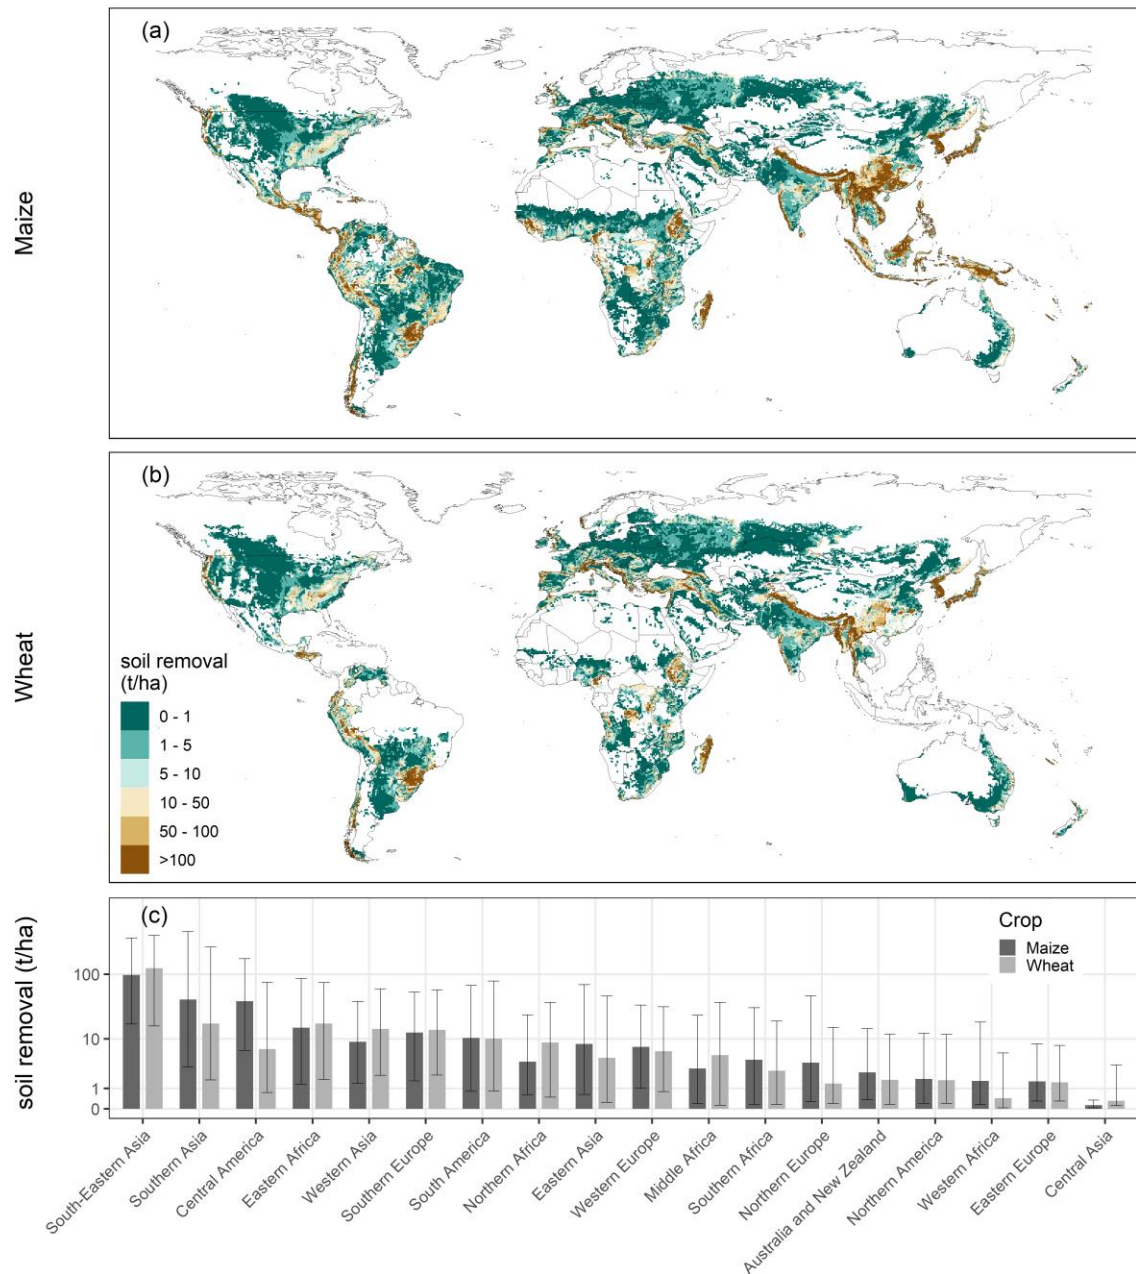 (a)
Maize
(b)
Wheat
soil removal
(t/ha)
0 - 1
1 - 5
5 - 10
10 - 50
50 - 100
>100
(c)
soil removal (t/ha)
100
10
1
0
Crop
Maize
Wheat
South-Eastern Asia
Southern Asia
Central America
Eastern Africa
Western Asia
Southern Europe
South America
Northern Africa
Eastern Asia
Western Europe
Middle Africa
Southern Africa
Northern Europe
Australia and New Zealand
Northern America
Western Africa
Eastern Europe
Central Asia